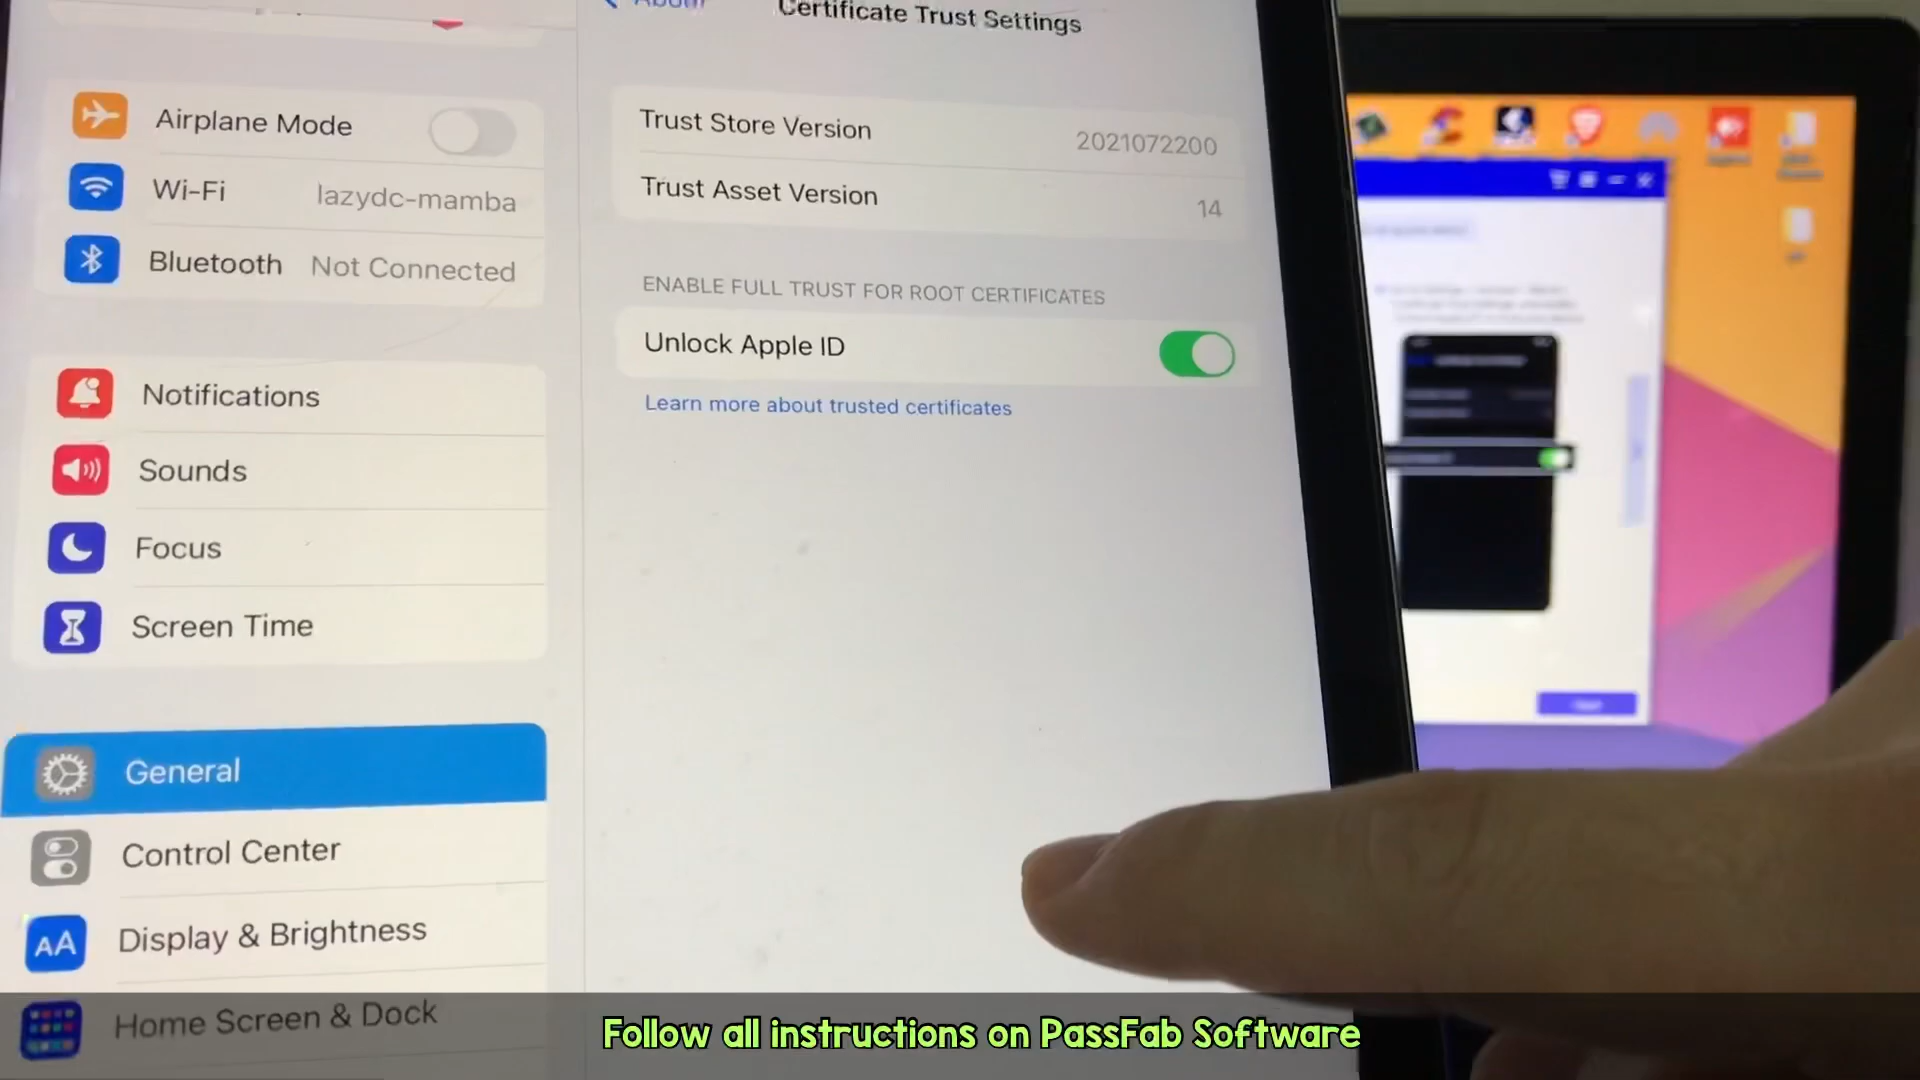 About
Certificate Trust Settings
Airplane Mode
Wi-Fi lazydc-mamba
Bluetooth Not Connected
Notifications
Sounds
Focus
Screen Time
General
Control Center
Display & Brightness
Home Screen & Dock
Trust Store Version 2021072200
Trust Asset Version 14
ENABLE FULL TRUST FOR ROOT CERTIFICATES
Unlock Apple ID
Learn more about trusted certificates
AA
Follow all instructions on PassFab Software